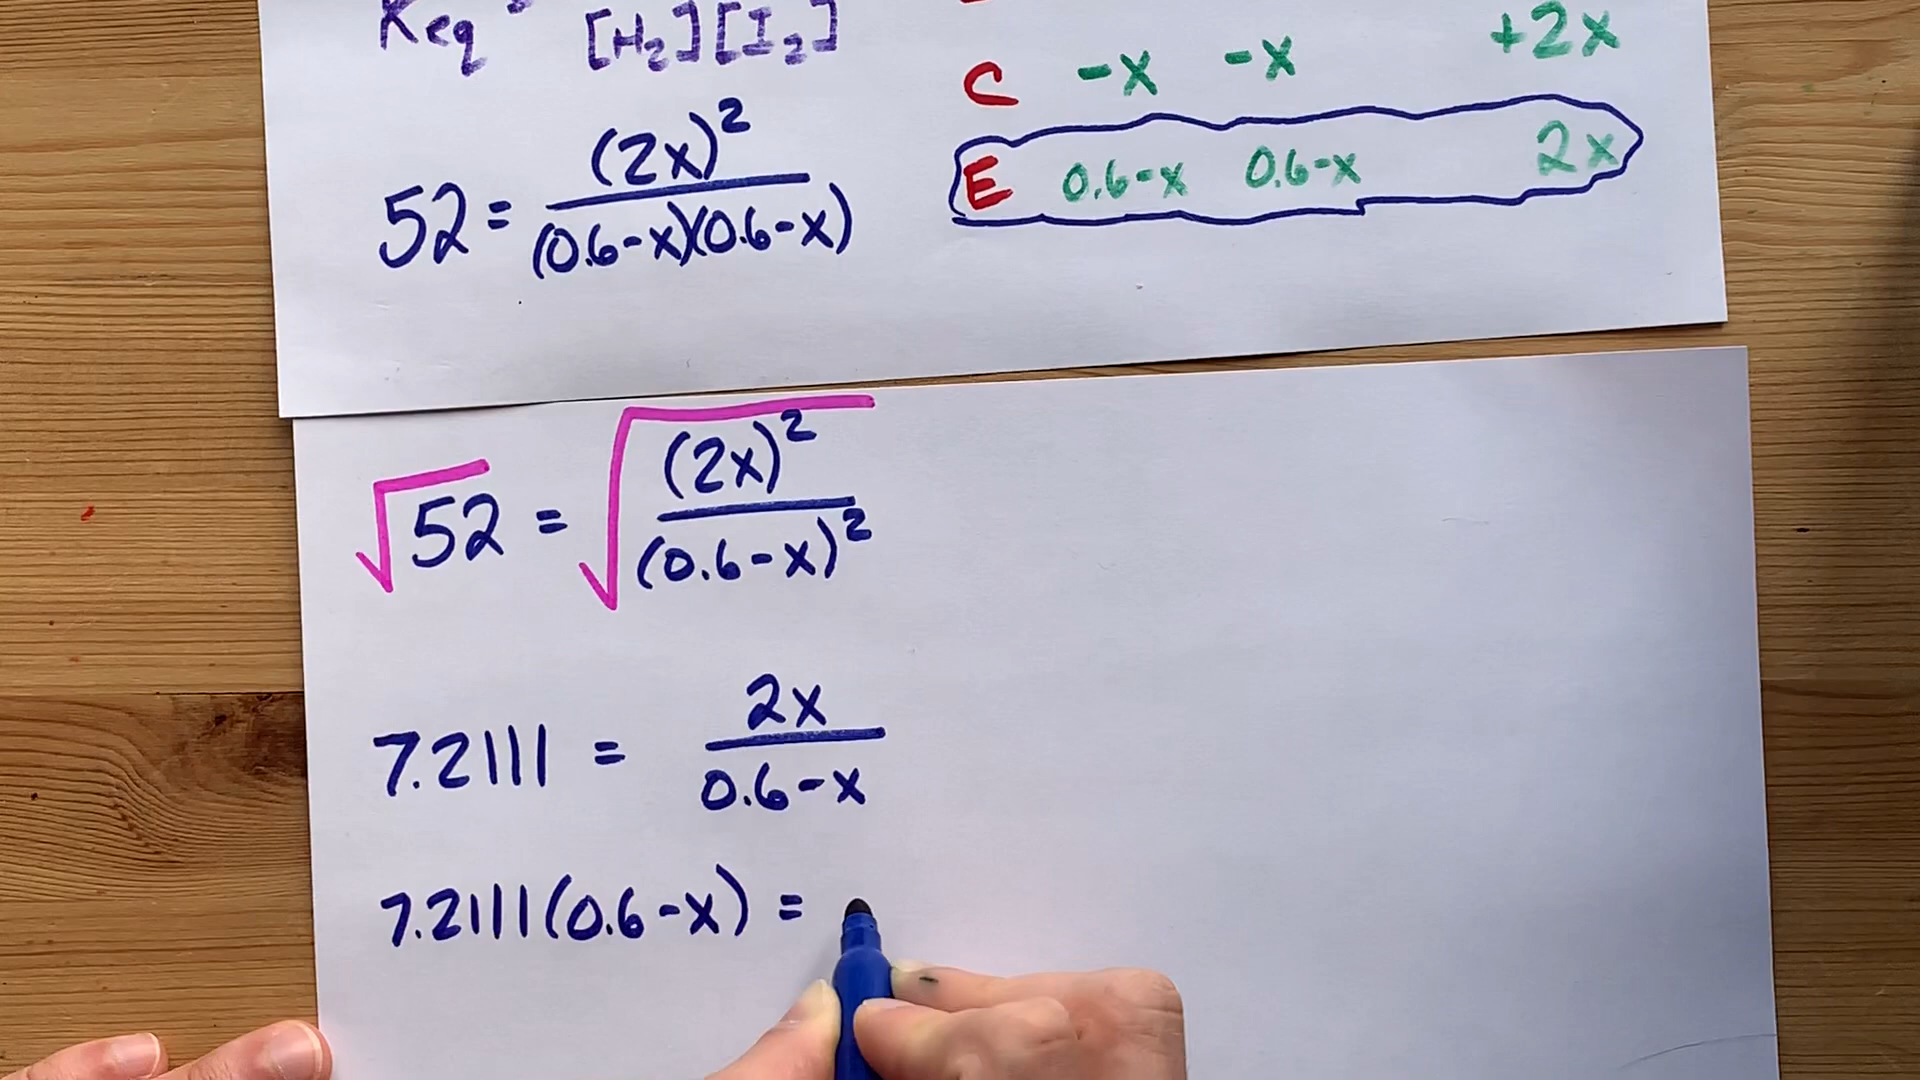 Keq [H₂][I₂]
52 = (2x)² / (0.6-x)(0.6-x)
+2x
C -x -x
E 0.6-x 0.6-x 2x
√52 = √((2x)² / (0.6-x)²)
7.2111 = 2x / 0.6-x
7.2111(0.6-x) =